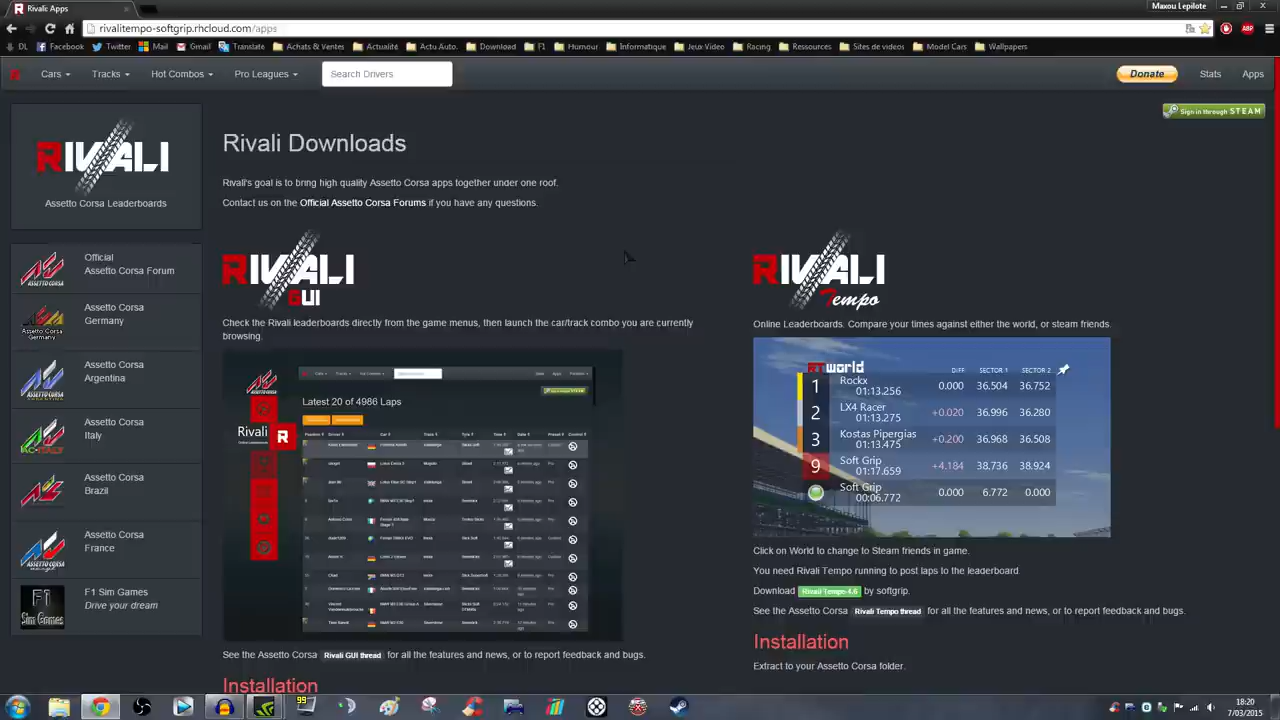 Rivali: Apps
Maxou Lepilote
rivalitempo-softgrip.rhcloud.com/apps
DL Facebook Twitter Mail Gmail Translate Achats & Ventes Actualité Actu Auto. Download F1 Humour Informatique Jeux Video Racing Ressources Sites de vidéos Model Cars Wallpapers
R Cars Tracks Hot Combos Pro Leagues Search Drivers Donate Stats Apps
Sign in through STEAM
RIVALI
Assetto Corsa Leaderboards
Official
Assetto Corsa Forum
Assetto Corsa
Germany
Assetto Corsa
Argentina
Assetto Corsa
Italy
Assetto Corsa
Brazil
Assetto Corsa
France
F1 Sim Games
Drive your dream
Rivali Downloads
Rivali's goal is to bring high quality Assetto Corsa apps together under one roof.
Contact us on the Official Assetto Corsa Forums if you have any questions.
RIVALI
GUI
Check the Rivali leaderboards directly from the game menus, then launch the car/track combo you are currently
browsing.
Rivali R
Latest 20 of 4986 Laps
See the Assetto Corsa Rivali GUI thread for all the features and news, or to report feedback and bugs.
Installation
RIVALI
Tempo
Online Leaderboards. Compare your times against either the world, or steam friends.
RTworld DIFF SECTOR 1 SECTOR 2
1 Rockx 01:13.256 0.000 36.504 36.752
2 LX4 Racer 01:13.275 +0.020 36.996 36.280
3 Kostas Pipergias 01:13.475 +0.200 36.968 36.508
9 Soft Grip 01:17.659 +4.184 38.736 38.924
Soft Grip 00:06.772 0.000 6.772 0.000
Click on World to change to Steam friends in game.
You need Rivali Tempo running to post laps to the leaderboard.
Download Rivali Tempo 4.6 by softgrip.
See the Assetto Corsa Rivali Tempo thread for all the features and news, or to report feedback and bugs.
Installation
Extract to your Assetto Corsa folder.
99
18:20
7/03/2015